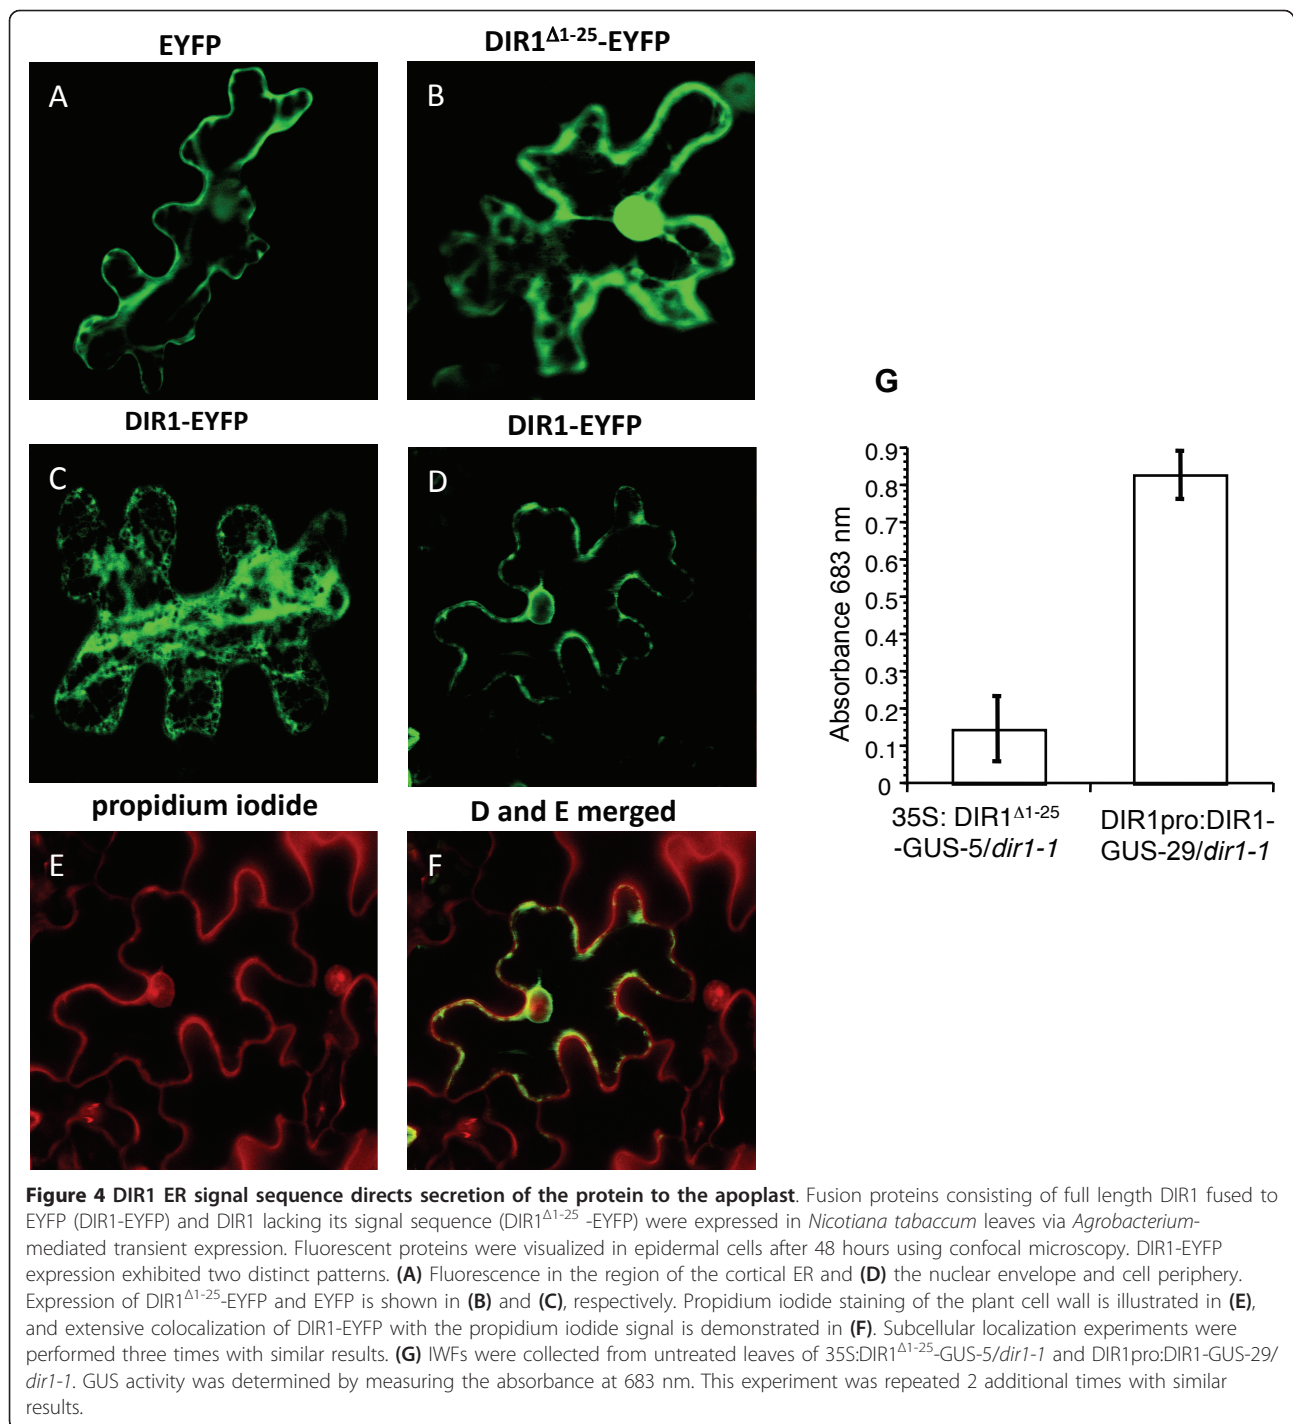 EYFP
DIR1Δ1-25-EYFP
A
B
DIR1-EYFP
DIR1-EYFP
C
D
propidium iodide
D and E merged
E
F
G
Absorbance 683 nm
0.9
0.8
0.7
0.6
0.5
0.4
0.3
0.2
0.1
0
35S: DIR1Δ1-25
-GUS-5/dir1-1
DIR1pro:DIR1-
GUS-29/dir1-1
Figure 4 DIR1 ER signal sequence directs secretion of the protein to the apoplast. Fusion proteins consisting of full length DIR1 fused to
EYFP (DIR1-EYFP) and DIR1 lacking its signal sequence (DIR1Δ1-25 -EYFP) were expressed in Nicotiana tabaccum leaves via Agrobacterium-
mediated transient expression. Fluorescent proteins were visualized in epidermal cells after 48 hours using confocal microscopy. DIR1-EYFP
expression exhibited two distinct patterns. (A) Fluorescence in the region of the cortical ER and (D) the nuclear envelope and cell periphery.
Expression of DIR1Δ1-25-EYFP and EYFP is shown in (B) and (C), respectively. Propidium iodide staining of the plant cell wall is illustrated in (E),
and extensive colocalization of DIR1-EYFP with the propidium iodide signal is demonstrated in (F). Subcellular localization experiments were
performed three times with similar results. (G) IWFs were collected from untreated leaves of 35S:DIR1Δ1-25-GUS-5/dir1-1 and DIR1pro:DIR1-GUS-29/
dir1-1. GUS activity was determined by measuring the absorbance at 683 nm. This experiment was repeated 2 additional times with similar
results.